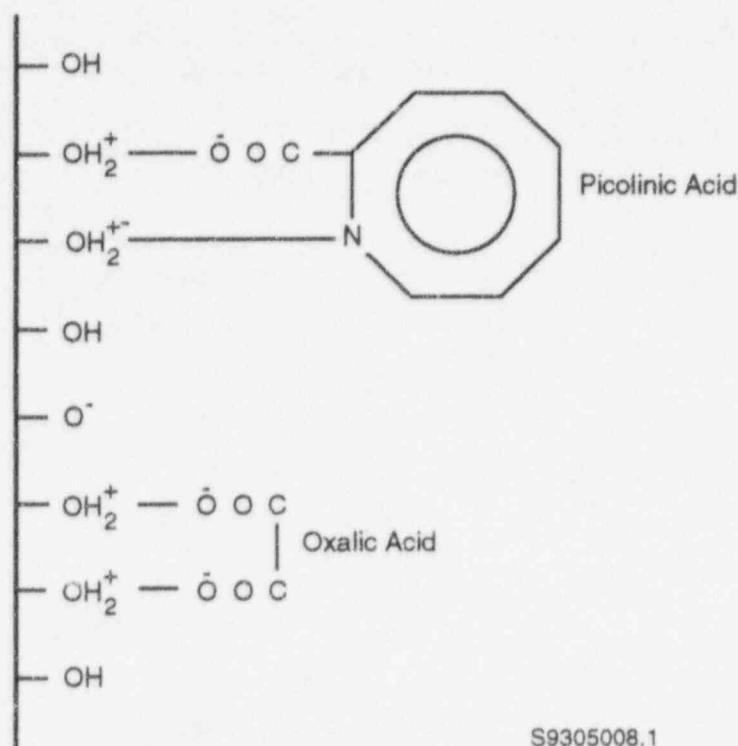 OH
OH₂⁺ Ō O C
Picolinic Acid
OH₂⁺⁻ N
OH
O⁻
OH₂⁺ Ō O C
Oxalic Acid
OH₂⁺ Ō O C
OH
S9305008.1